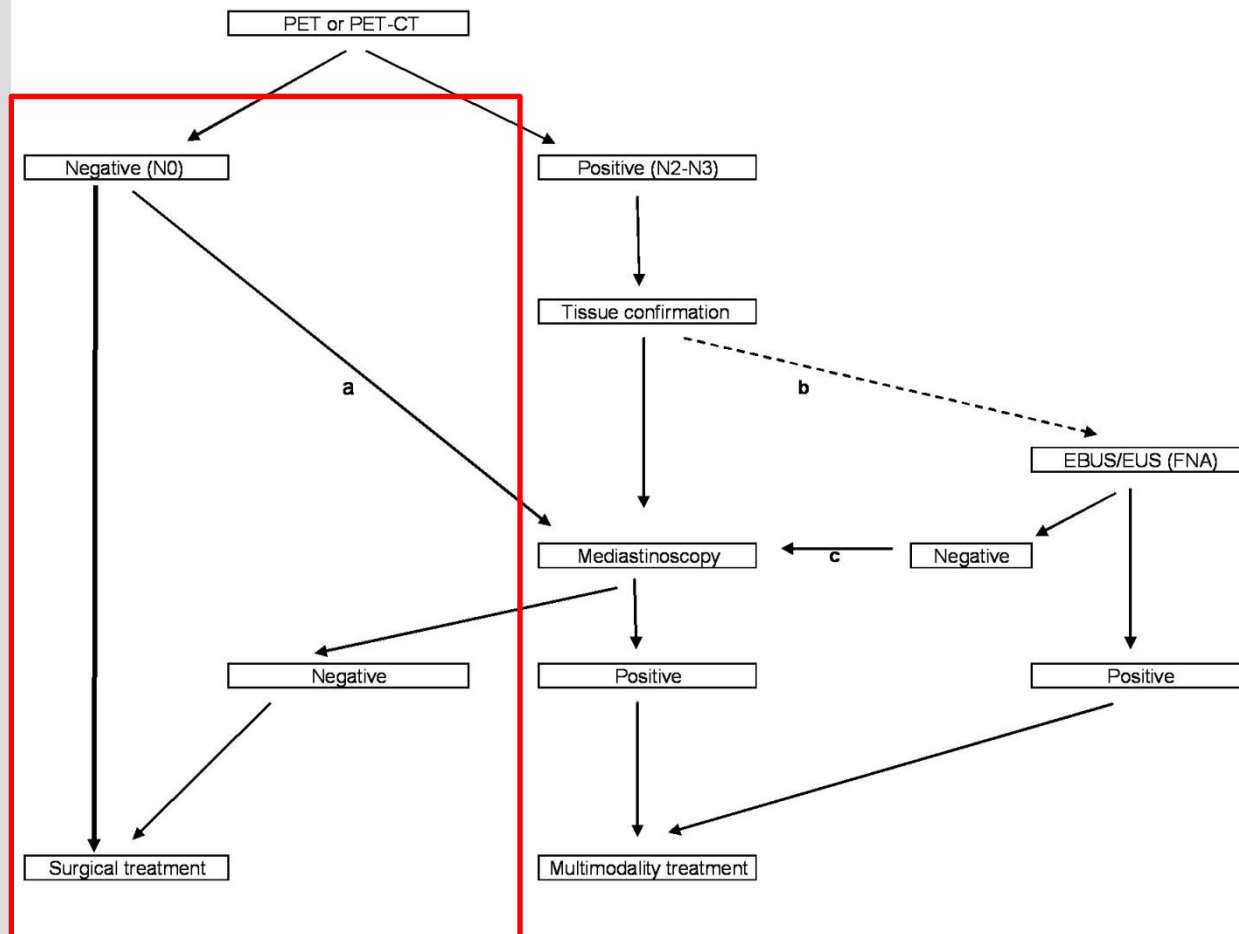 PET or PET-CT
Negative (N0)
Positive (N2-N3)
Tissue confirmation
a
b
EBUS/EUS (FNA)
Mediastinoscopy
c
Negative
Negative
Positive
Positive
Surgical treatment
Multimodality treatment